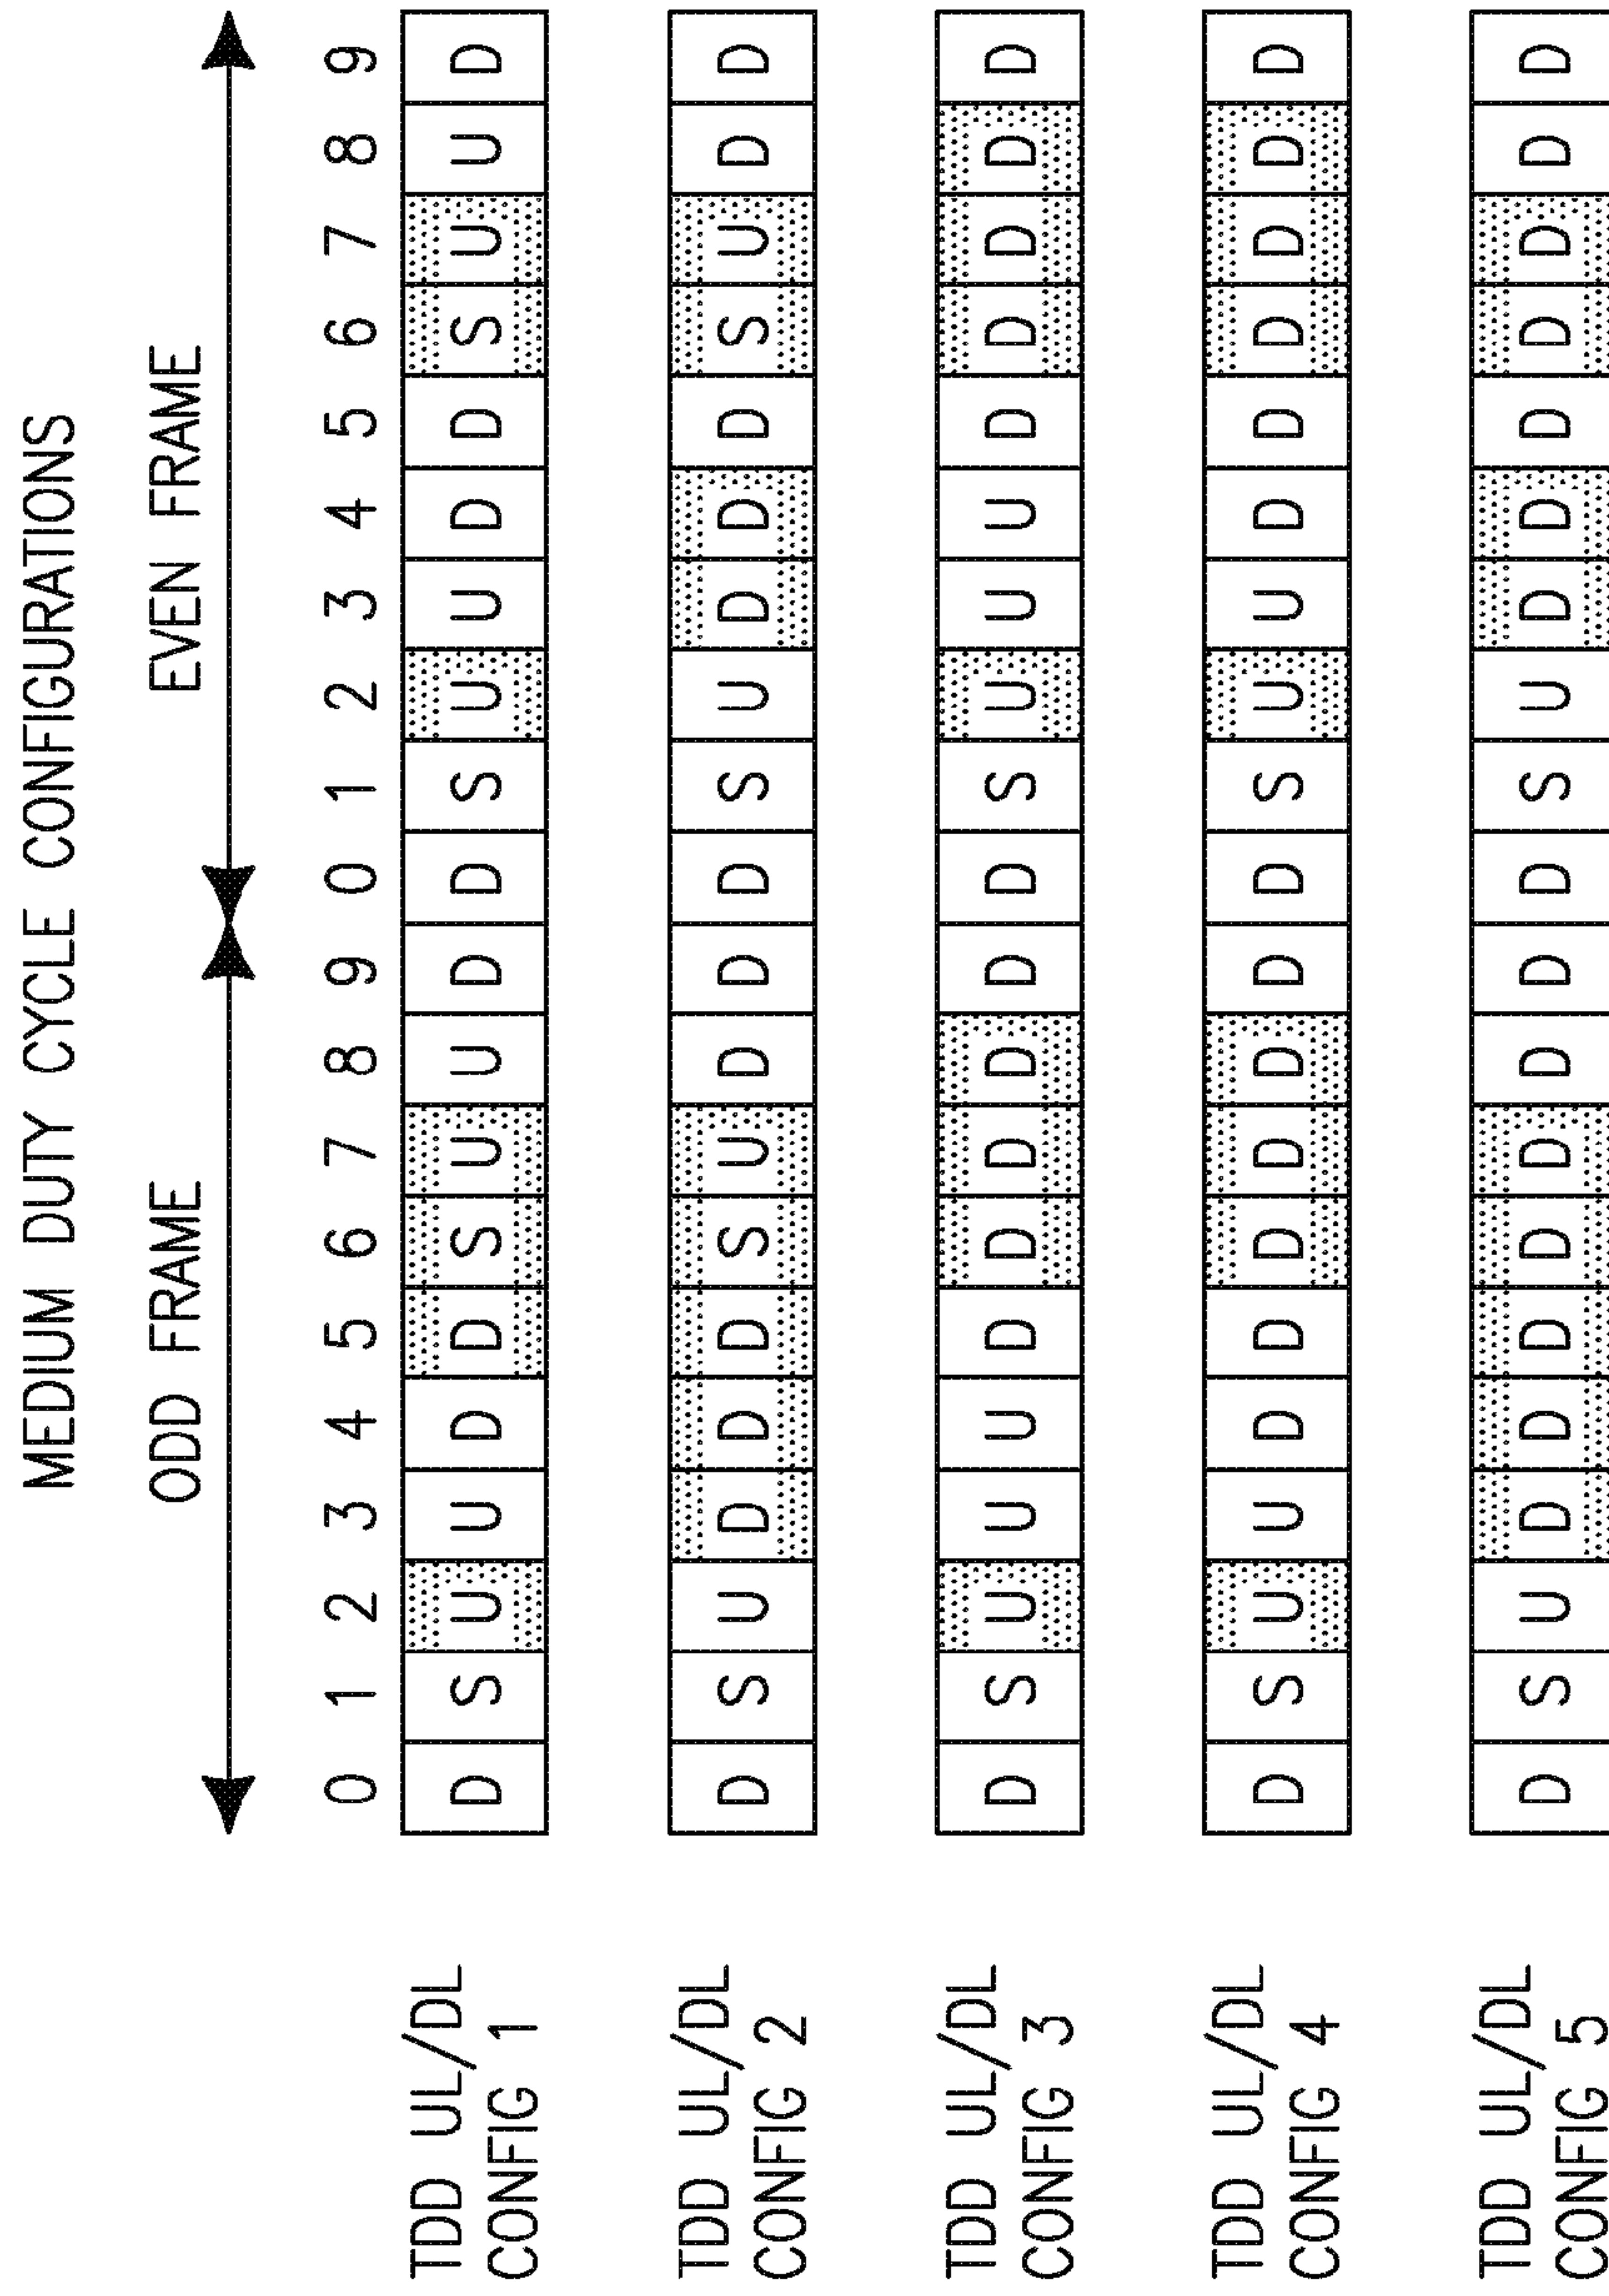 MEDIUM DUTY CYCLE CONFIGURATIONS
ODD FRAME EVEN FRAME
0 1 2 3 4 5 6 7 8 9 0 1 2 3 4 5 6 7 8 9
TDD UL/DL
CONFIG 1
D S U U D D S U U D D S U U D D S U U D
TDD UL/DL
CONFIG 2
D S U D D D S U D D D S U D D D S U D D
TDD UL/DL
CONFIG 3
D S U U U D D D D D D S U U U D D D D D
TDD UL/DL
CONFIG 4
D S U U D D D D D D D S U U D D D D D D
TDD UL/DL
CONFIG 5
D S U D D D D D D D D S U D D D D D D D